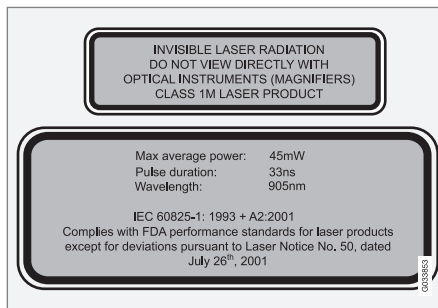 INVISIBLE LASER RADIATION
DO NOT VIEW DIRECTLY WITH
OPTICAL INSTRUMENTS (MAGNIFIERS)
CLASS 1M LASER PRODUCT
Max average power: 45mW
Pulse duration: 33ns
Wavelength: 905nm
IEC 60825-1: 1993 + A2:2001
Complies with FDA performance standards for laser products
except for deviations pursuant to Laser Notice No. 50, dated
July 26th, 2001
G033853